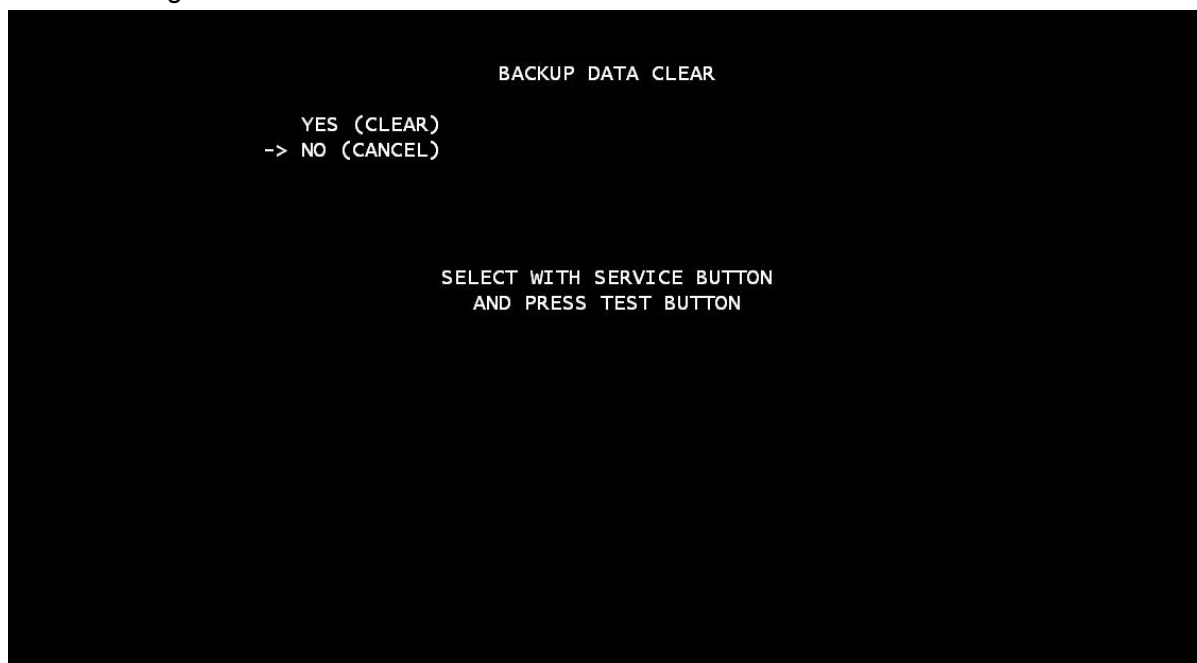 BACKUP DATA CLEAR
YES (CLEAR)
-> NO (CANCEL)
SELECT WITH SERVICE BUTTON
AND PRESS TEST BUTTON